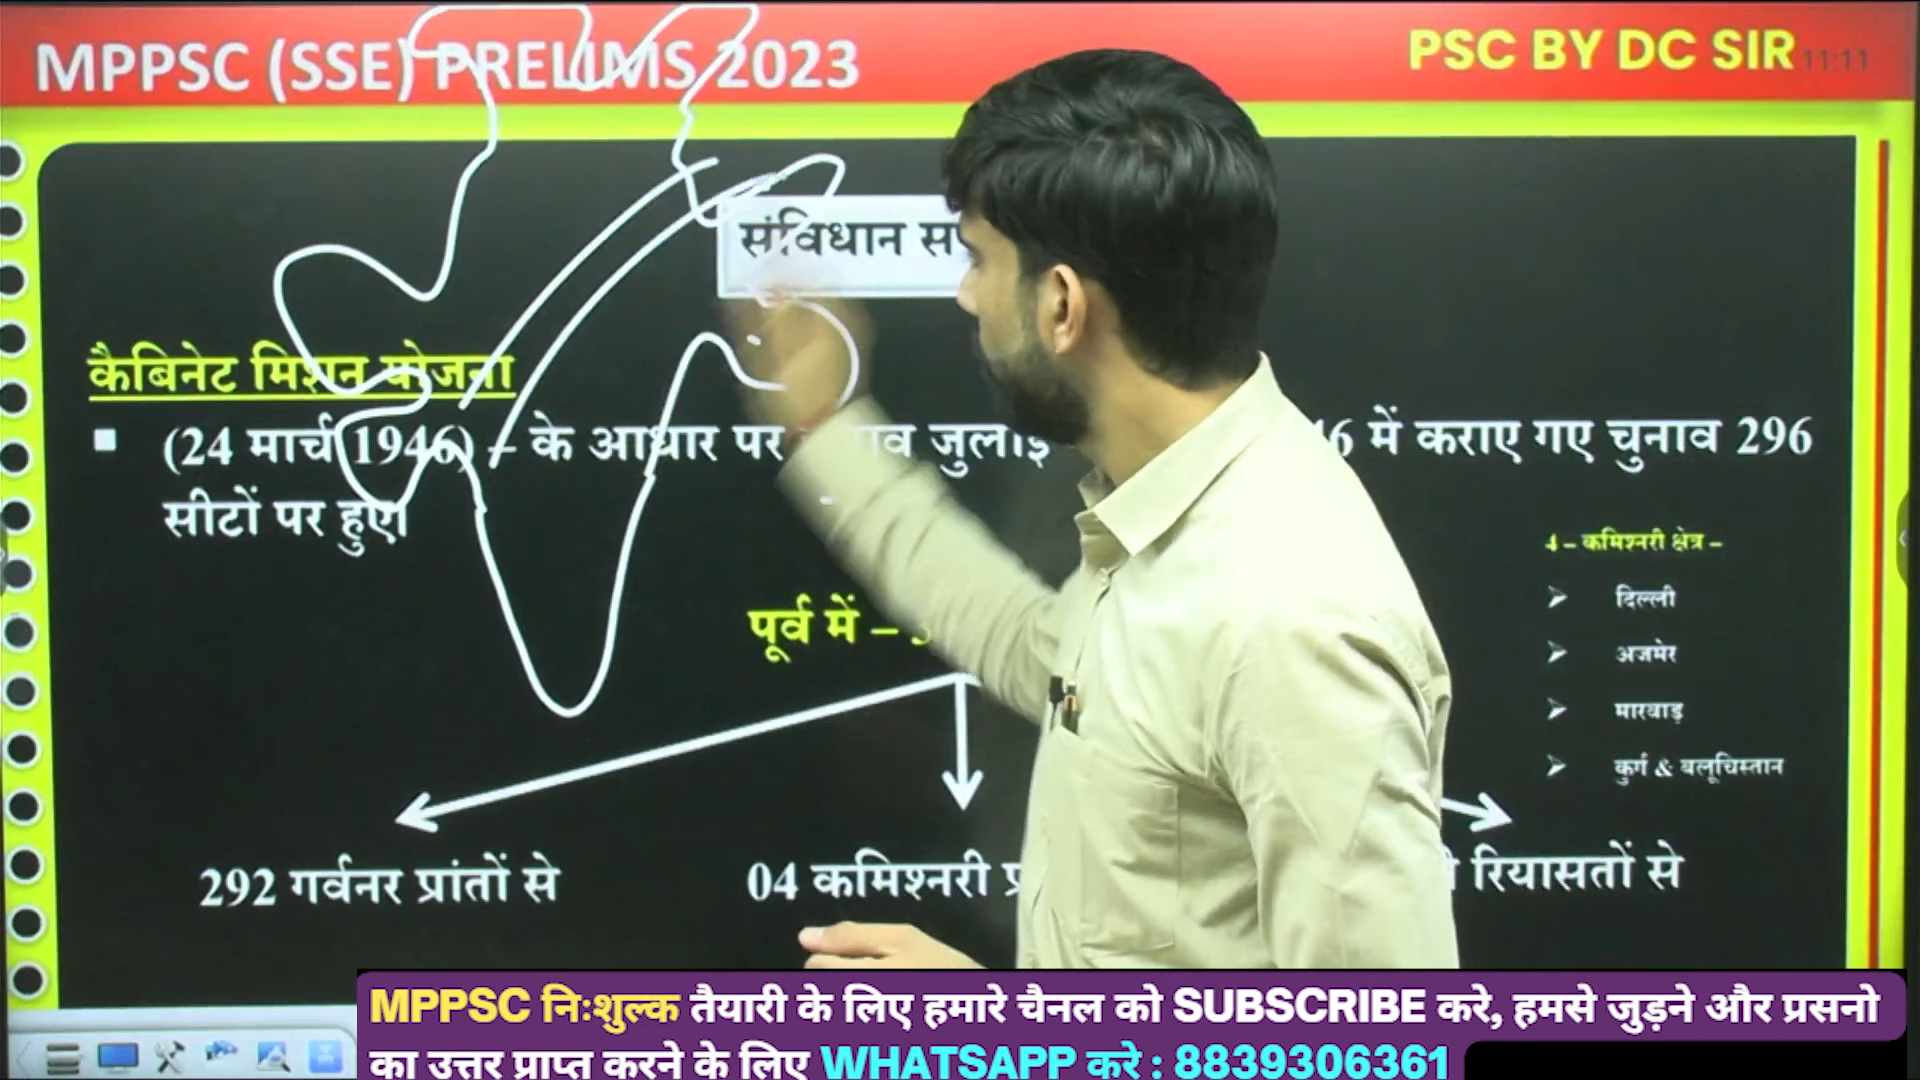 MPPSC (SSE) PRELIMS 2023
PSC BY DC SIR 11:11
संविधान
कैबिनेट मिशन योजना
(24 मार्च 1946) – के आधार पर जुलाई में कराए गए चुनाव 296
सीटों पर हुए।
4 – कमिश्नरी क्षेत्र –
दिल्ली
अजमेर
मारवाड़
कुर्ग & बलूचिस्तान
पूर्व में –
292 गर्वनर प्रांतों से
04 कमिश्नरी
रियासतों से
MPPSC निःशुल्क तैयारी के लिए हमारे चैनल को SUBSCRIBE करे, हमसे जुड़ने और प्रसनो
का उत्तर प्राप्त करने के लिए WHATSAPP करे : 8839306361